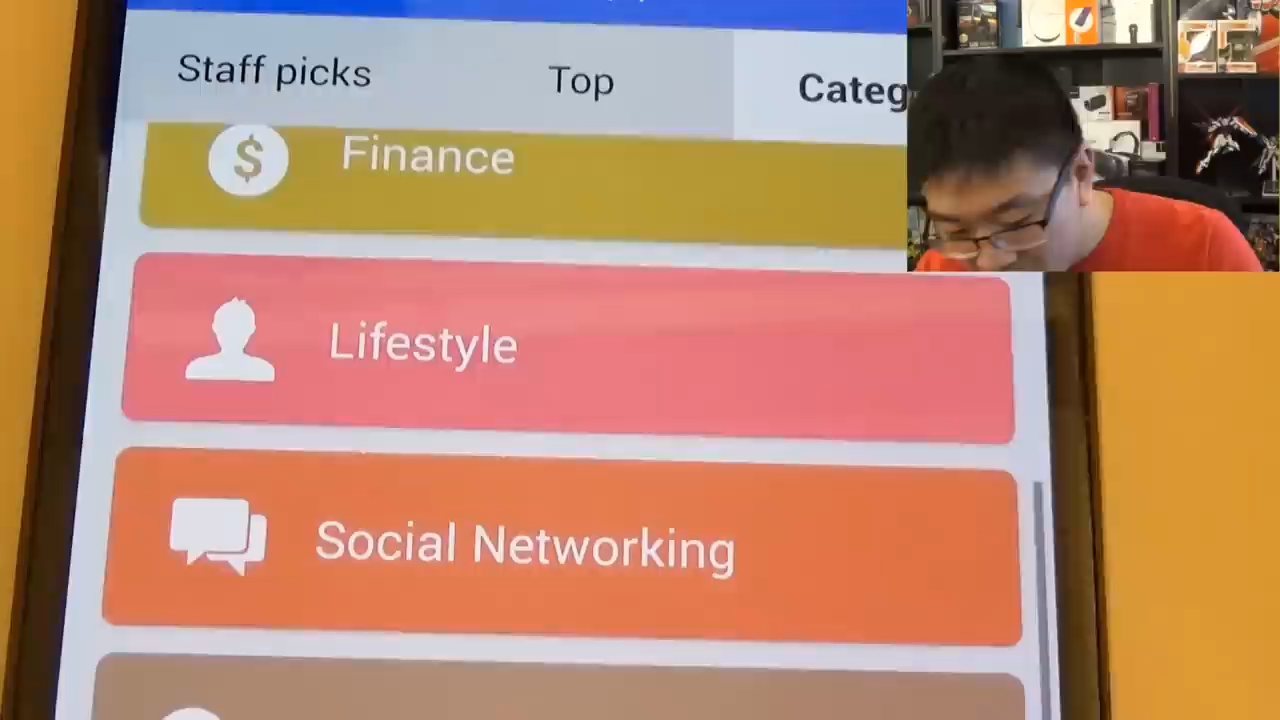 Staff picks
Top
Categ
Finance
Lifestyle
Social Networking